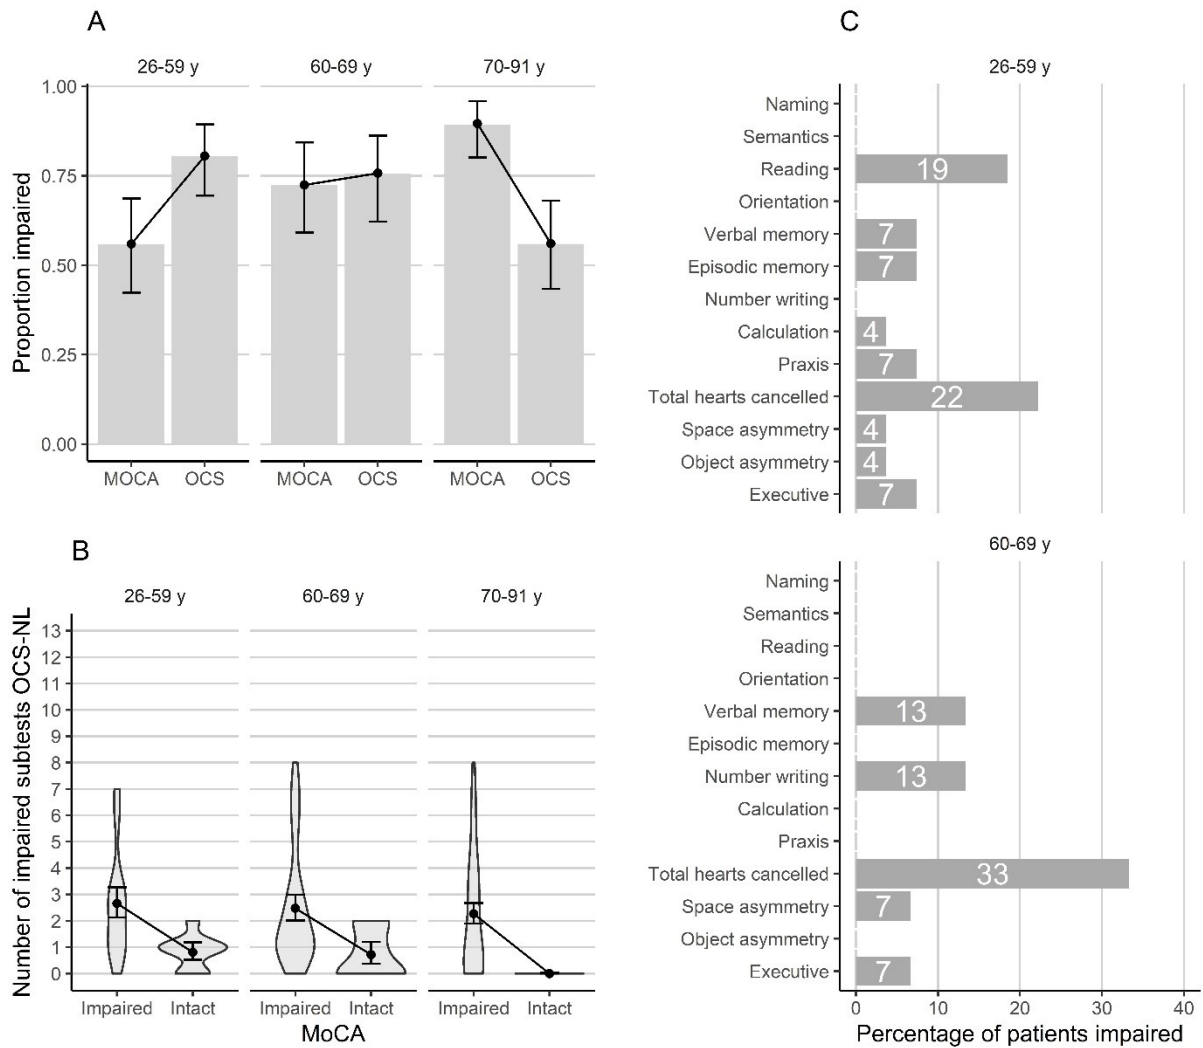 A
26-59 y
60-69 y
70-91 y
Proportion impaired
1.00
0.75
0.50
0.25
0.00
MOCA
OCS
MOCA
OCS
MOCA
OCS
B
26-59 y
60-69 y
70-91 y
Number of impaired subtests OCS-NL
13
12
11
10
9
8
7
6
5
4
3
2
1
0
Impaired
Intact
Impaired
Intact
Impaired
Intact
MoCA
C
26-59 y
Naming
Semantics
Reading
19
Orientation
Verbal memory
7
Episodic memory
7
Number writing
Calculation
4
Praxis
7
Total hearts cancelled
22
Space asymmetry
4
Object asymmetry
4
Executive
7
60-69 y
Naming
Semantics
Reading
Orientation
Verbal memory
13
Episodic memory
Number writing
13
Calculation
Praxis
Total hearts cancelled
33
Space asymmetry
7
Object asymmetry
Executive
7
0
10
20
30
40
Percentage of patients impaired